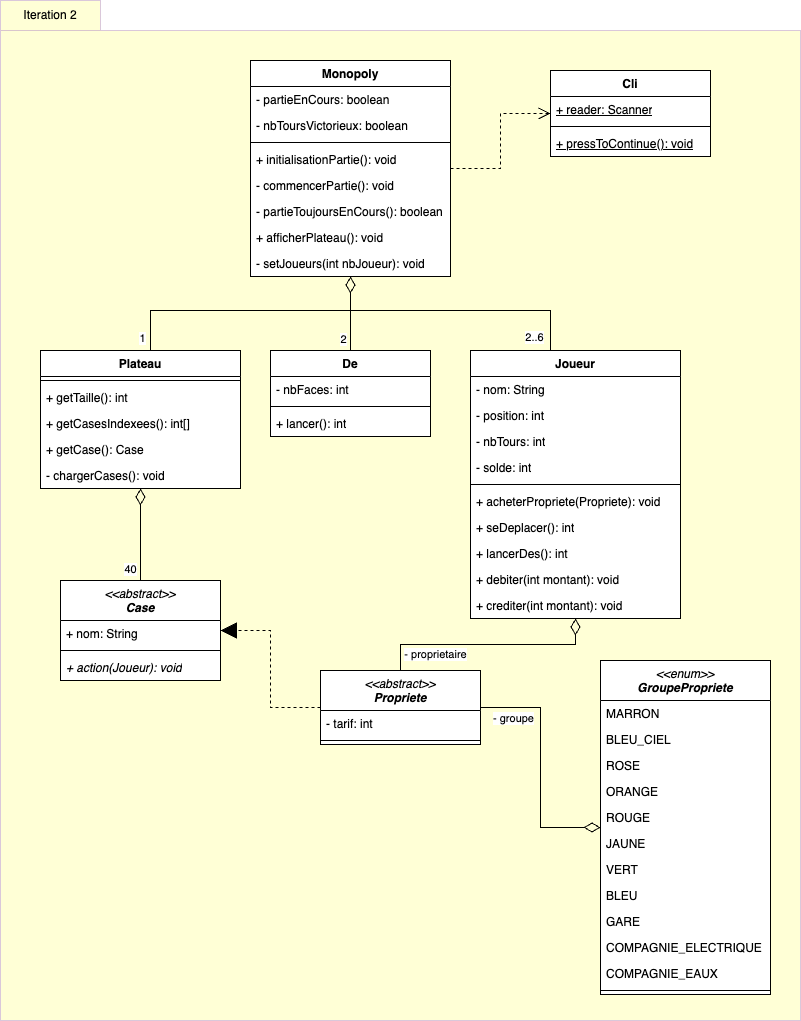 Iteration 2
Monopoly
- partieEnCours: boolean
- nbToursVictorieux: boolean
+ initialisationPartie(): void
- commencerPartie(): void
- partieToujoursEnCours(): boolean
+ afficherPlateau(): void
- setJoueurs(int nbJoueur): void
Cli
+ reader: Scanner
+ pressToContinue(): void
1
2
2..6
Plateau
+ getTaille(): int
+ getCasesIndexees(): int[]
+ getCase(): Case
- chargerCases(): void
De
- nbFaces: int
+ lancer(): int
Joueur
- nom: String
- position: int
- nbTours: int
- solde: int
+ acheterPropriete(Propriete): void
+ seDeplacer(): int
+ lancerDes(): int
+ debiter(int montant): void
+ crediter(int montant): void
40
<<abstract>>
Case
+ nom: String
+ action(Joueur): void
- proprietaire
<<abstract>>
Propriete
- tarif: int
- groupe
<<enum>>
GroupePropriete
MARRON
BLEU_CIEL
ROSE
ORANGE
ROUGE
JAUNE
VERT
BLEU
GARE
COMPAGNIE_ELECTRIQUE
COMPAGNIE_EAUX